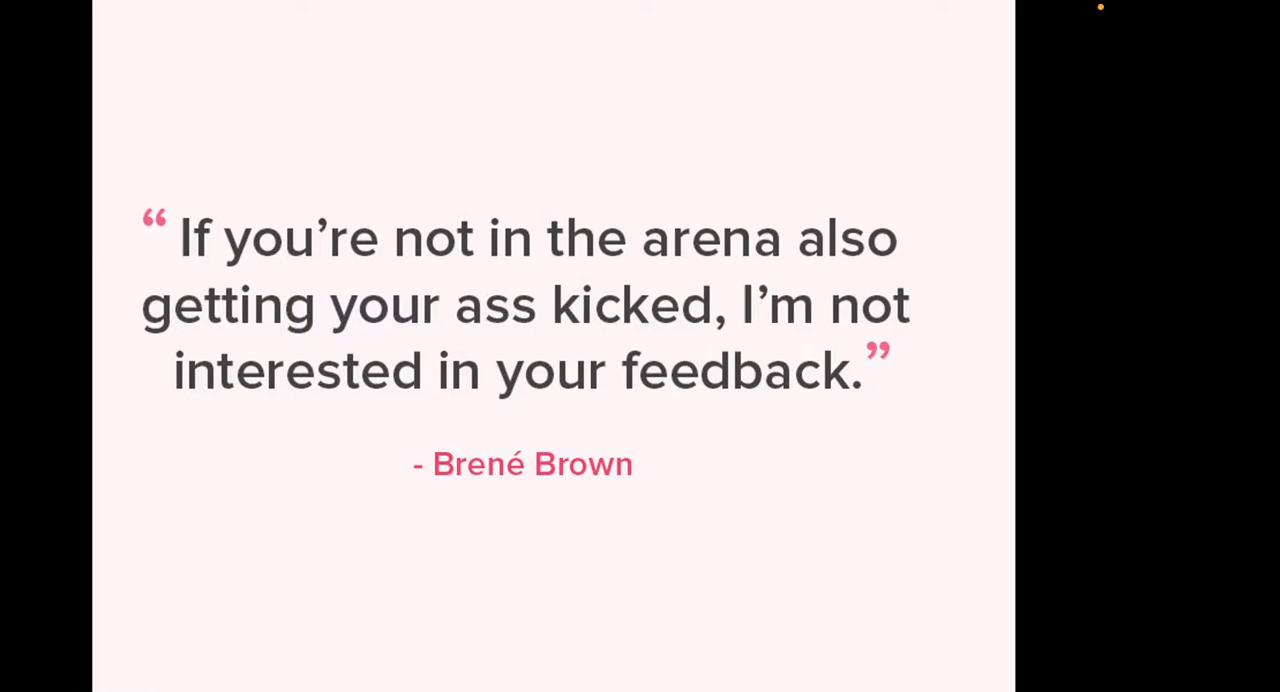 “ If you’re not in the arena also
getting your ass kicked, I’m not
interested in your feedback.”
- Brené Brown